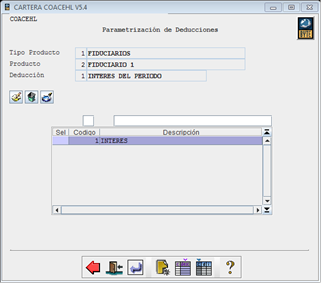 CARTERA COACEHL V5.4
COACEHL
Parametrización de Deducciones
Tipo Producto 1 FIDUCIARIOS
Producto 2 FIDUCIARIO 1
Deducción 1 INTERES DEL PERIODO
Sel Codigo Descripción
1 INTERES
?